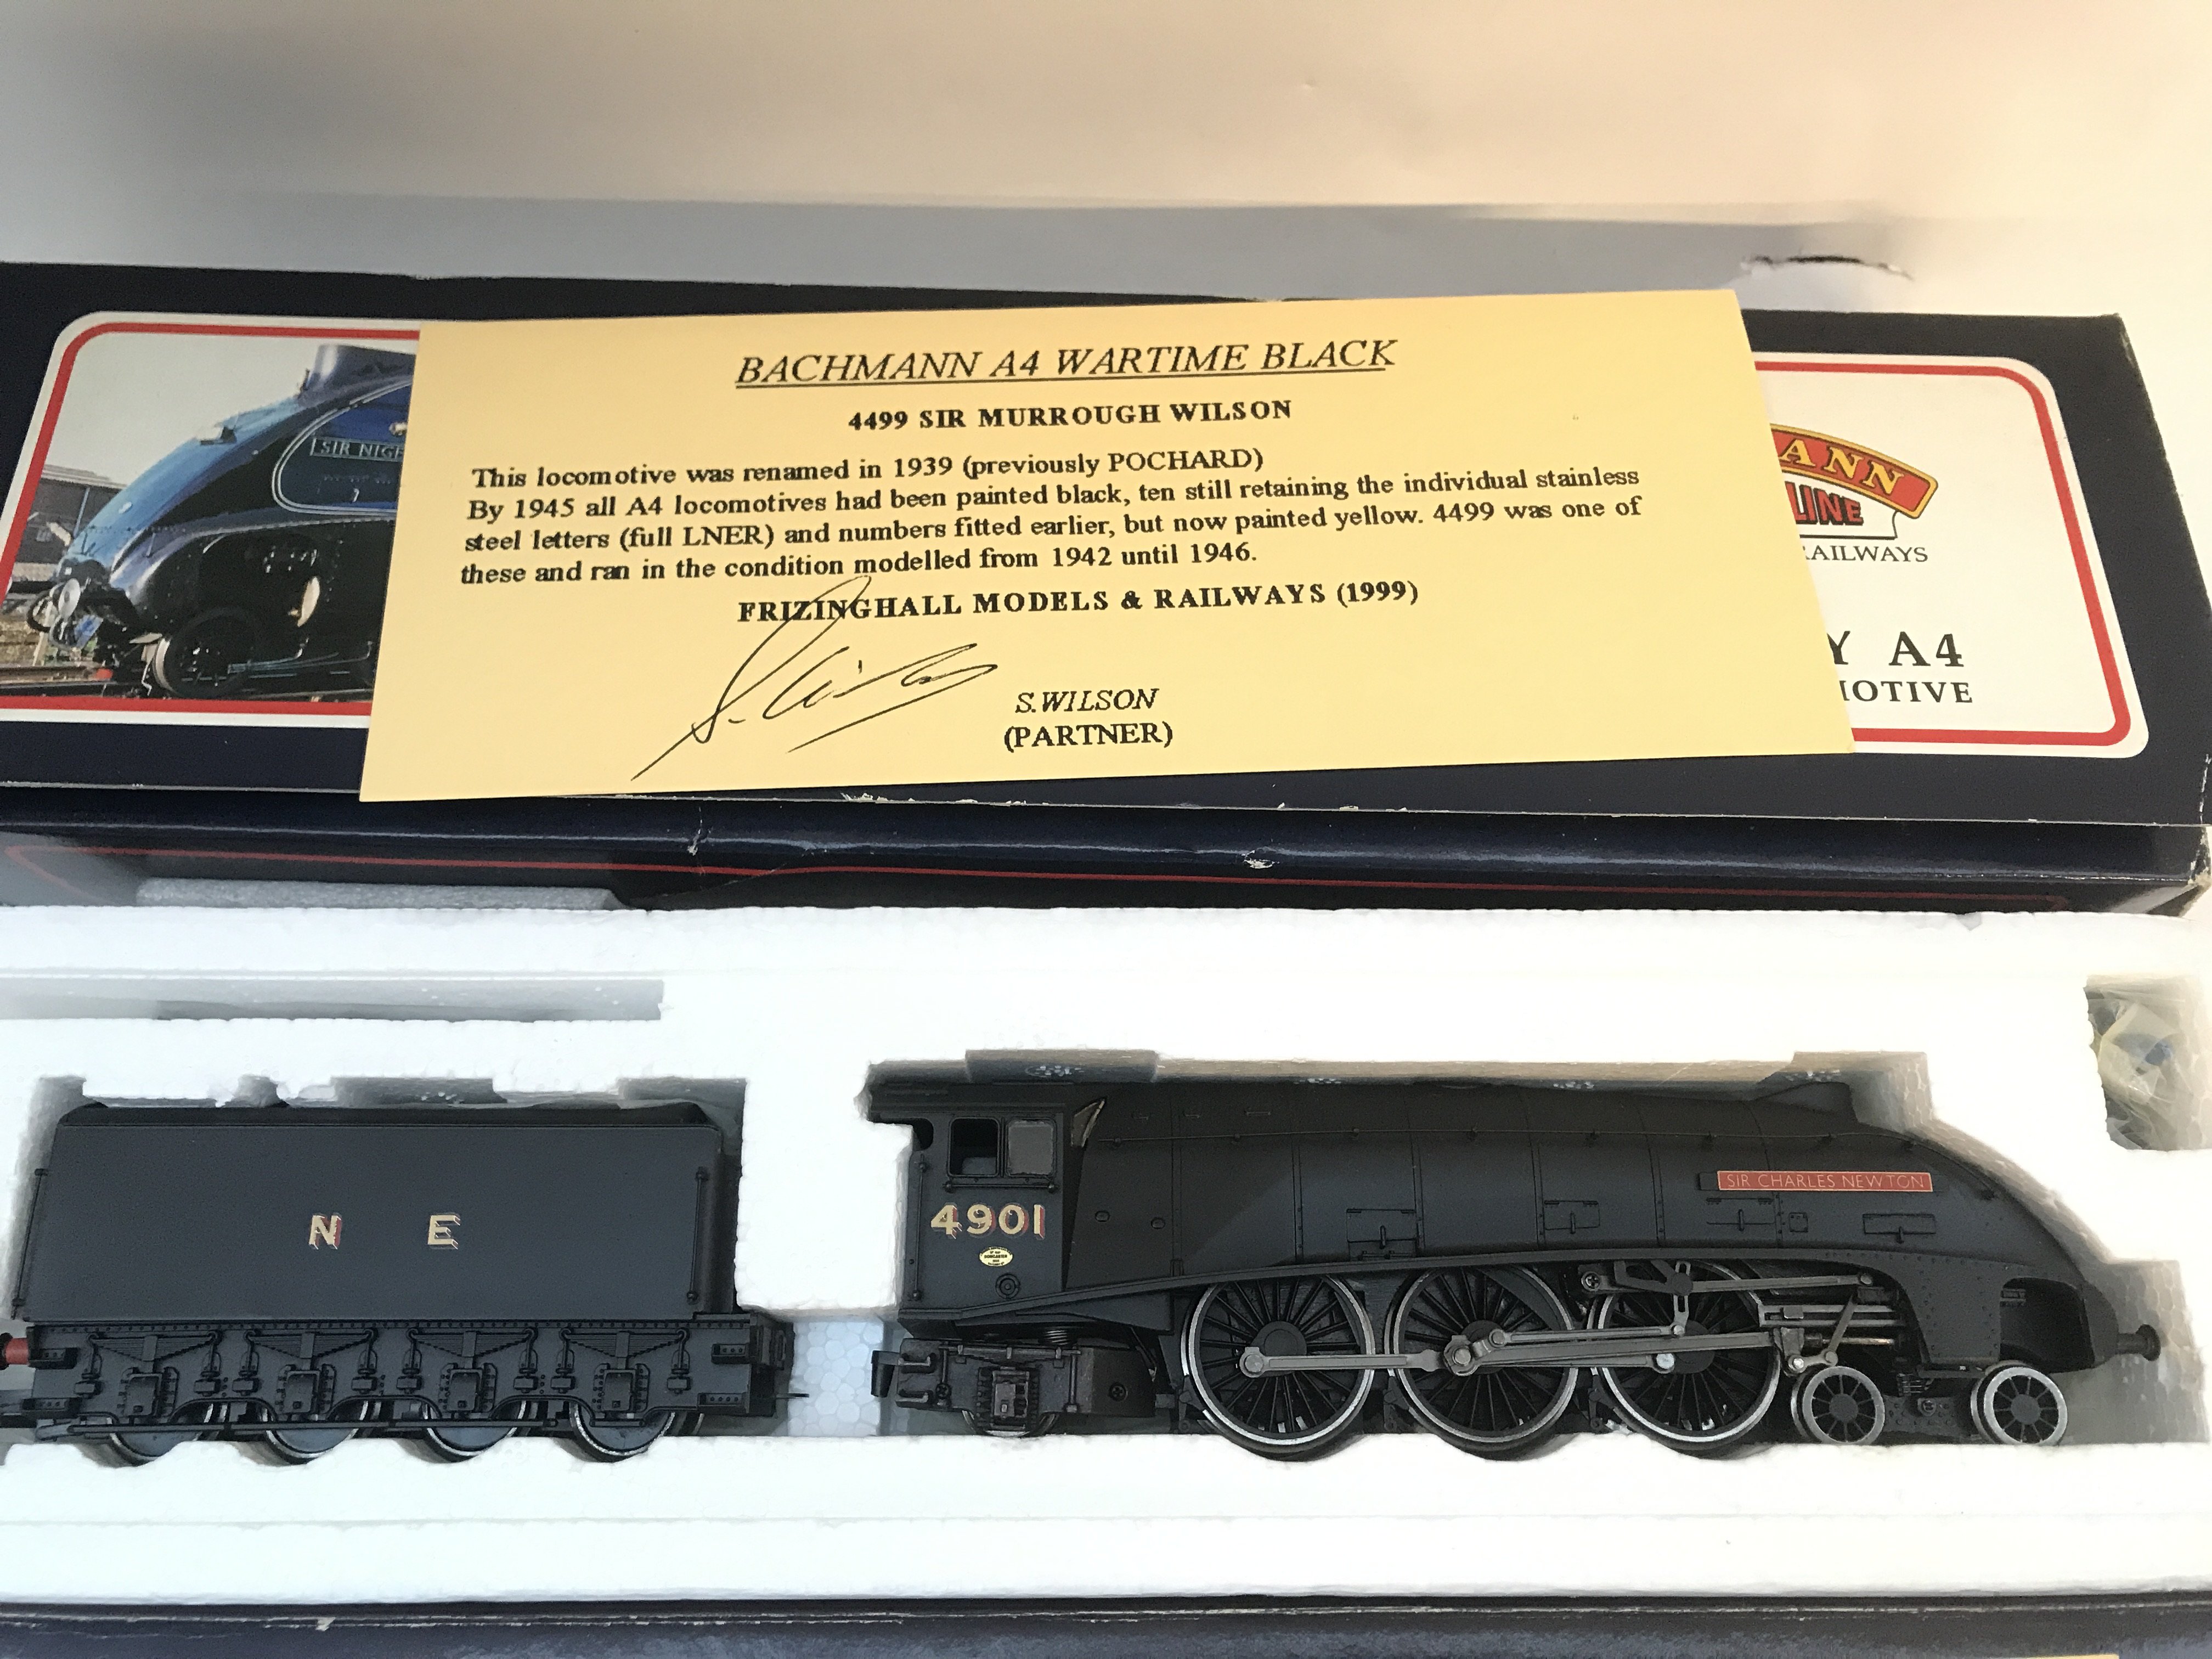 BACHMANN A4 WARTIME BLACK
4499 SIR MURROUGH WILSON
This locomotive was renamed in 1939 (previously POCHARD)
By 1945 all A4 locomotives had been painted black, ten still retaining the individual stainless
steel letters (full LNER) and numbers fitted earlier, but now painted yellow. 4499 was one of
these and ran in the condition modelled from 1942 until 1946.
FRIZINGHALL MODELS & RAILWAYS (1999)
S. WILSON
(PARTNER)
SIR NIGE
ANN
LINE
RAILWAYS
Y A4
MOTIVE
N E
4901
SIR CHARLES NEWTON